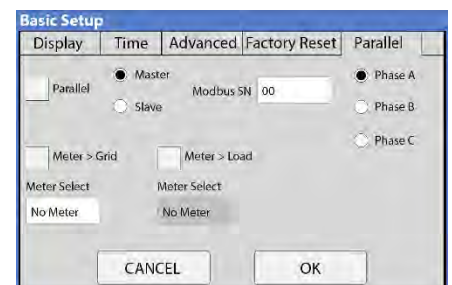 Basic Setup
Display Time Advanced Factory Reset Parallel
Parallel
Master
Slave
Modbus SN 00
Phase A
Phase B
Phase C
Meter > Grid
Meter > Load
Meter Select
Meter Select
No Meter
No Meter
CANCEL
OK